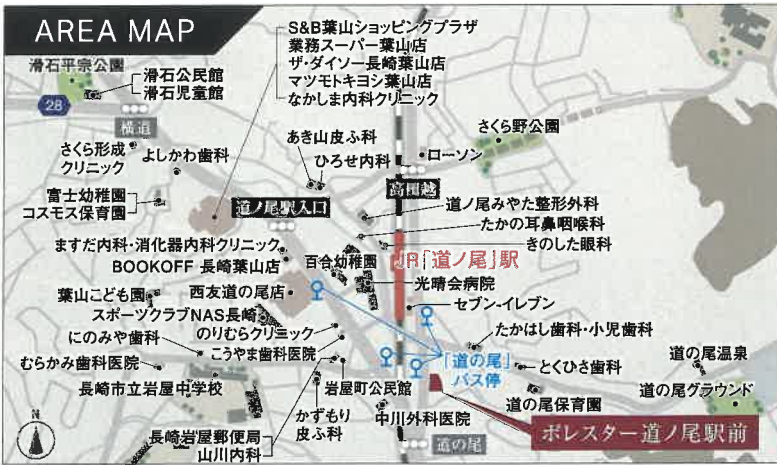 AREA MAP
S&B葉山ショッピングプラザ
業務スーパー葉山店
ザ・ダイソー長崎葉山店
マツモトキヨシ葉山店
なかしま内科クリニック
滑石平宗公園
滑石公民館
滑石児童館
28
横道
さくら形成
クリニック
よしかわ歯科
あき山皮ふ科
ひろせ内科
ローソン
さくら野公園
富士幼稚園
コスモス保育園
道ノ尾駅入口
高田越
道ノ尾みやた整形外科
たかの耳鼻咽喉科
きのした眼科
ますだ内科・消化器内科クリニック
BOOKOFF 長崎葉山店
百合幼稚園
JR「道ノ尾」駅
光晴会病院
葉山こども園
西友道の尾店
セブン-イレブン
スポーツクラブNAS長崎
のりむらクリニック
たかはし歯科・小児歯科
にのみや歯科
こうやま歯科医院
むらかみ歯科医院
「道の尾」
バス停
とくひさ歯科
道の尾温泉
長崎市立岩屋中学校
岩屋町公民館
道の尾保育園
道の尾グラウンド
かずもり
皮ふ科
中川外科医院
長崎岩屋郵便局
山川内科
道の尾
ポレスター道ノ尾駅前
N